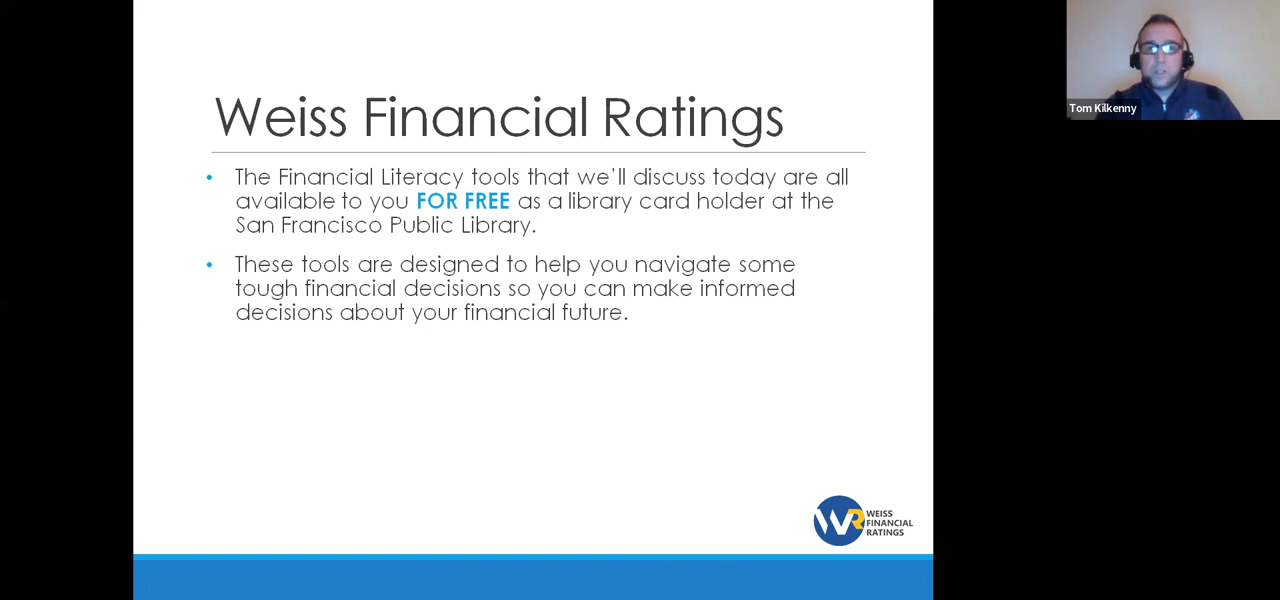 Weiss Financial Ratings
• The Financial Literacy tools that we'll discuss today are all
available to you FOR FREE as a library card holder at the
San Francisco Public Library.
• These tools are designed to help you navigate some
tough financial decisions so you can make informed
decisions about your financial future.
WR WEISS
FINANCIAL
RATINGS
Tom Kilkenny